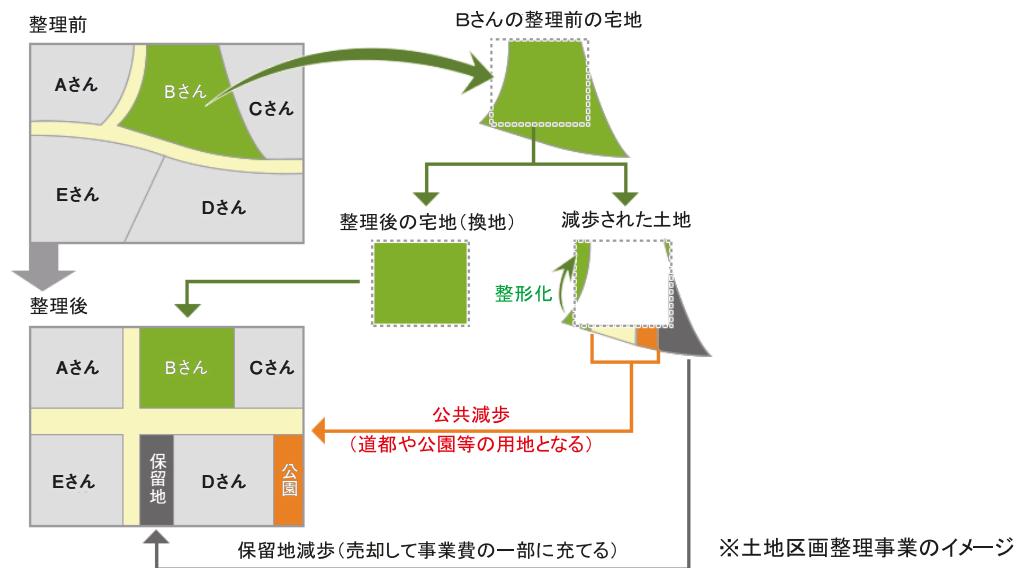 整理前
Aさん
Bさん
Cさん
Eさん
Dさん
Bさんの整理前の宅地
整理後の宅地(換地)
減歩された土地
整形化
整理後
Aさん
Bさん
Cさん
Eさん
保留地
Dさん
公園
公共減歩
(道都や公園等の用地となる)
保留地減歩(売却して事業費の一部に充てる)
※土地区画整理事業のイメージ